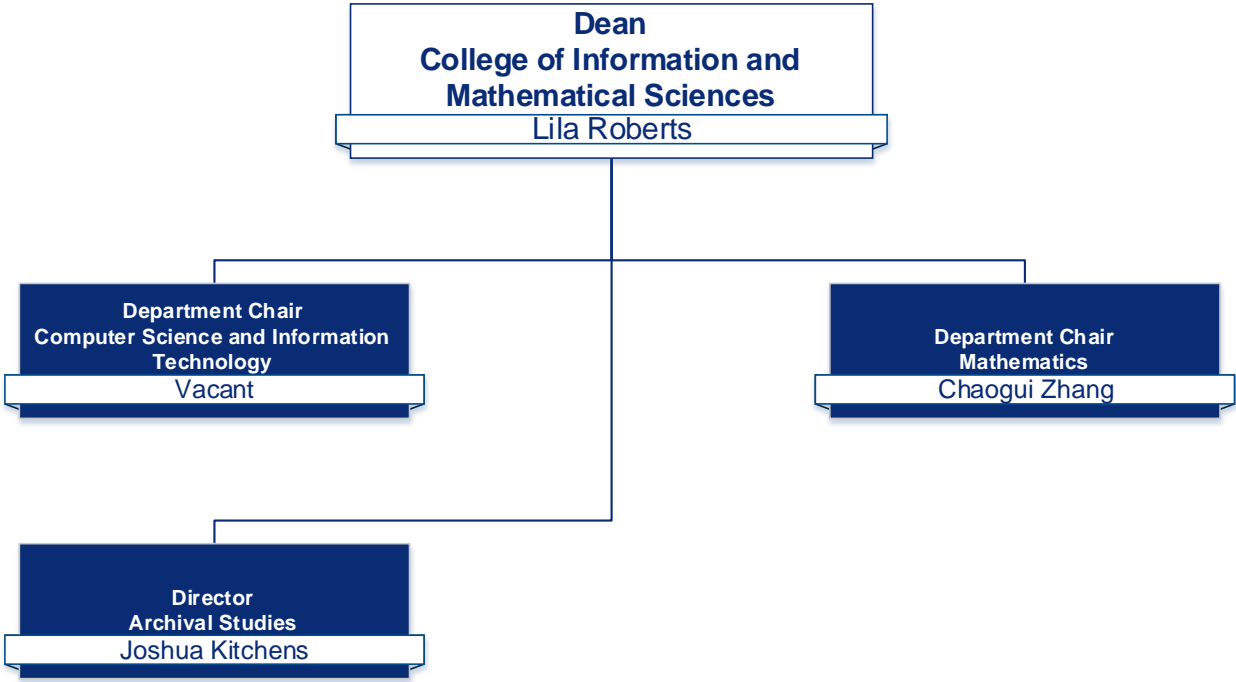 Dean
College of Information and
Mathematical Sciences
Lila Roberts
Department Chair
Computer Science and Information
Technology
Vacant
Department Chair
Mathematics
Chaogui Zhang
Director
Archival Studies
Joshua Kitchens